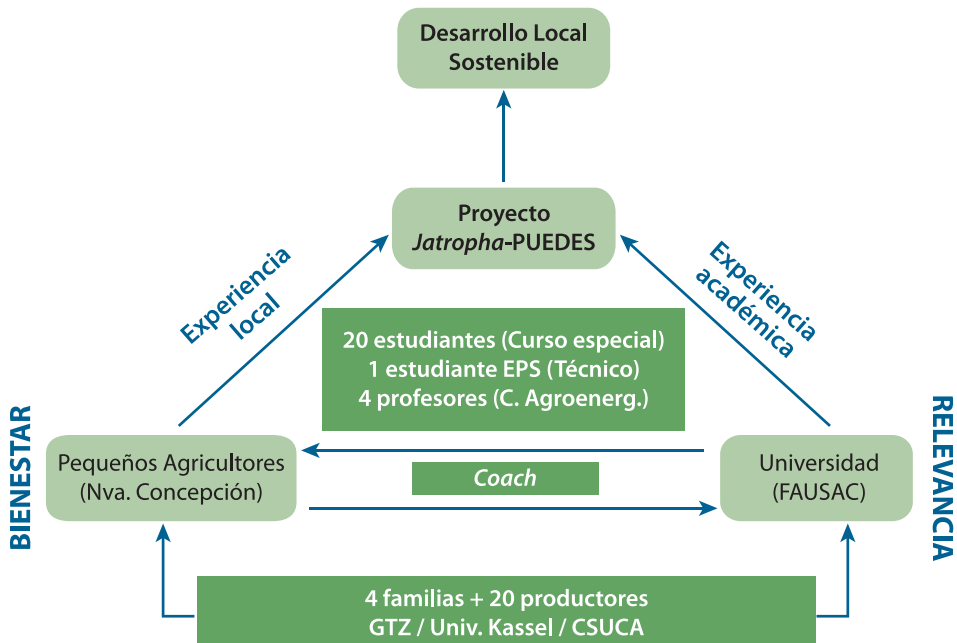 Desarrollo Local
Sostenible
Proyecto
Jatropha-PUEDES
Experiencia
local
Experiencia
académica
20 estudiantes (Curso especial)
1 estudiante EPS (Técnico)
4 profesores (C. Agroenerg.)
BIENESTAR
Pequeños Agricultores
(Nva. Concepción)
Coach
Universidad
(FAUSAC)
RELEVANCIA
4 familias + 20 productores
GTZ / Univ. Kassel / CSUCA